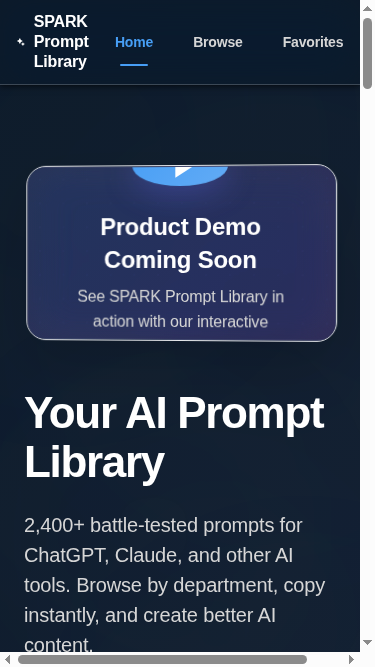 SPARK
Prompt
Library
Home
Browse
Favorites
Product Demo
Coming Soon
See SPARK Prompt Library in
action with our interactive
Your AI Prompt
Library
2,400+ battle-tested prompts for
ChatGPT, Claude, and other AI
tools. Browse by department, copy
instantly, and create better AI
content.